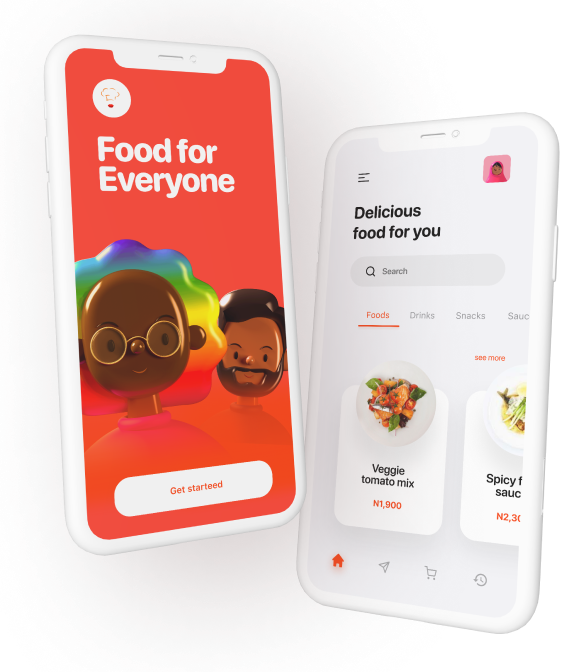 Food for
Everyone
Get starteed
Delicious
food for you
Search
Foods
Drinks
Snacks
Sauc
see more
Veggie
tomato mix
N1,900
Spicy f
sauc
N2,30